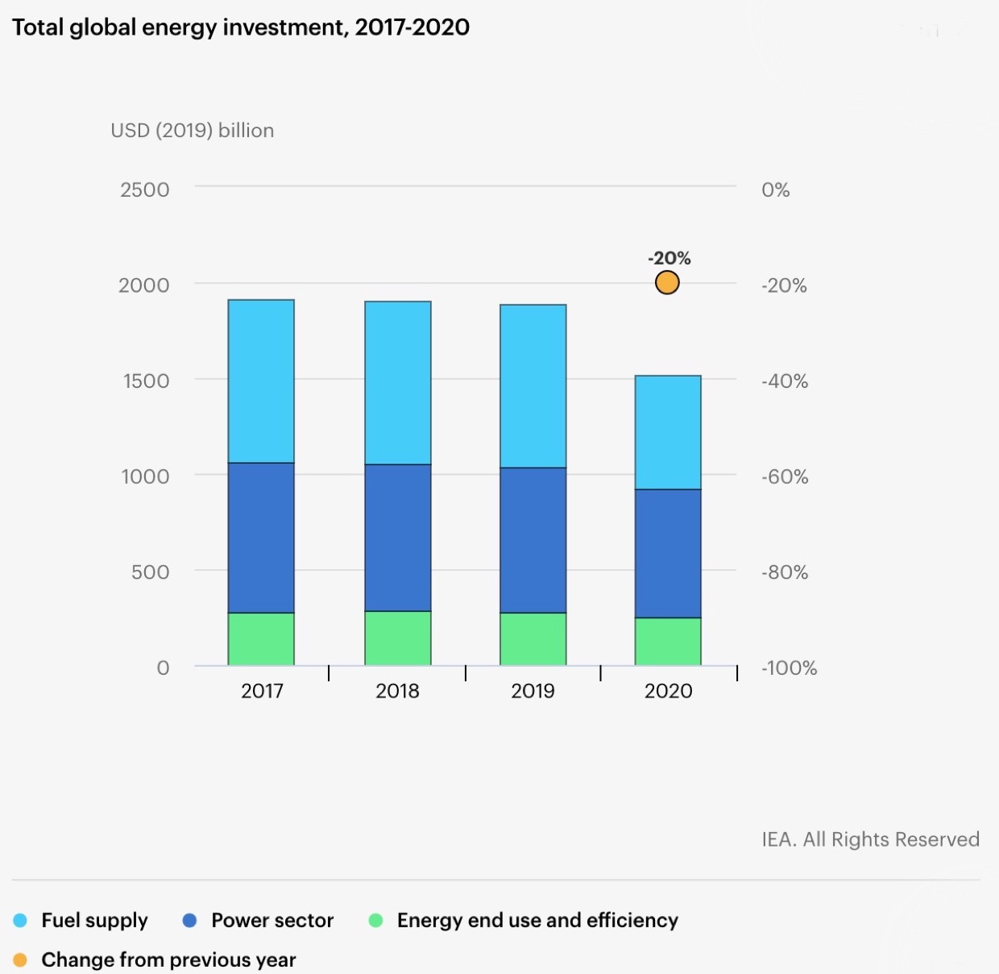 Total global energy investment, 2017-2020
USD (2019) billion
2500 0%
-20%
2000 -20%
1500 -40%
1000 -60%
500 -80%
0 -100%
2017 2018 2019 2020
IEA. All Rights Reserved
Fuel supply Power sector Energy end use and efficiency
Change from previous year